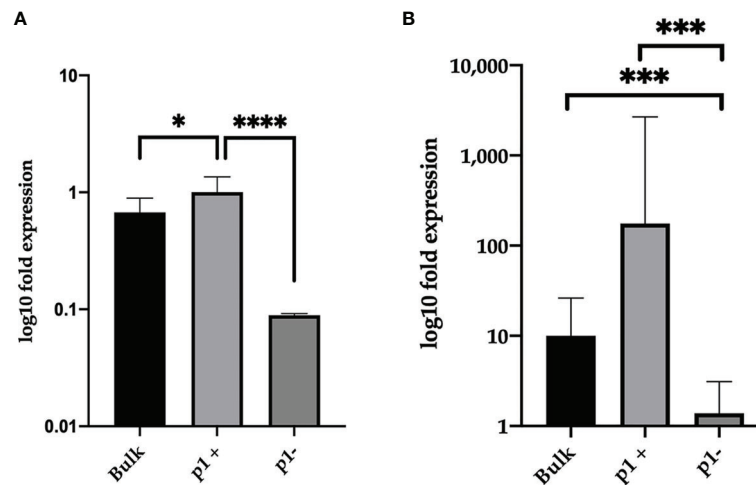 A
log10 fold expression
10
1
0.1
0.01
*
****
Bulk
p1 +
p1-
B
log10 fold expression
10,000
1,000
100
10
1
***
***
Bulk
p1 +
p1-